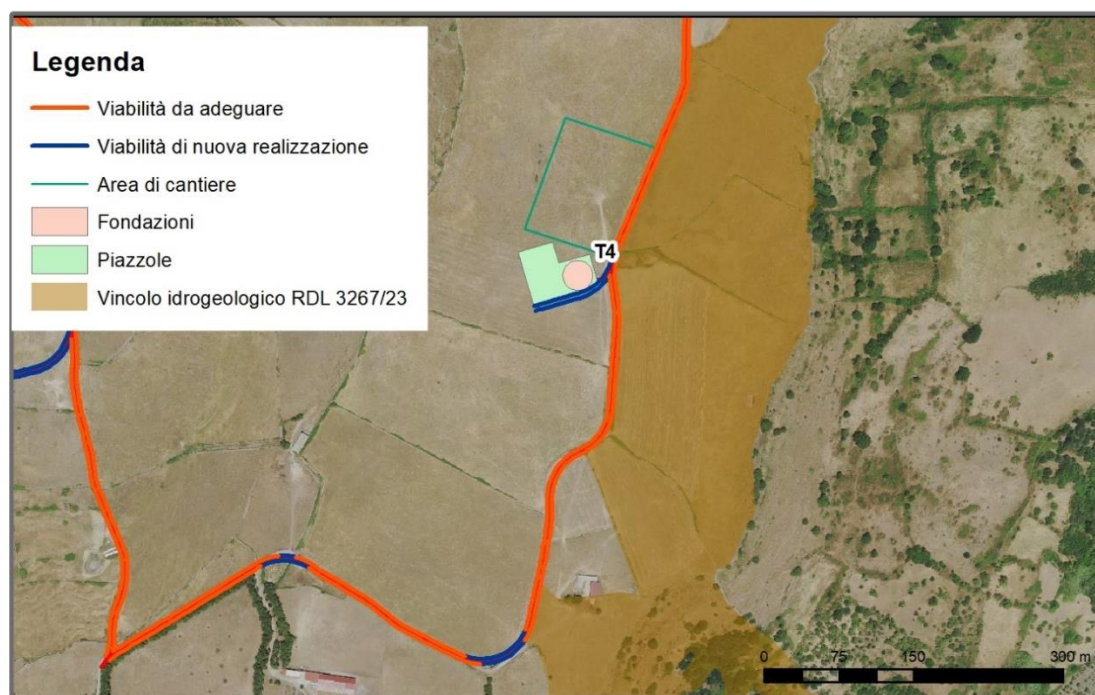 Legenda
Viabilità da adeguare
Viabilità di nuova realizzazione
Area di cantiere
Fondazioni
Piazzole
Vincolo idrogeologico RDL 3267/23
T4
0 75 150 300 m